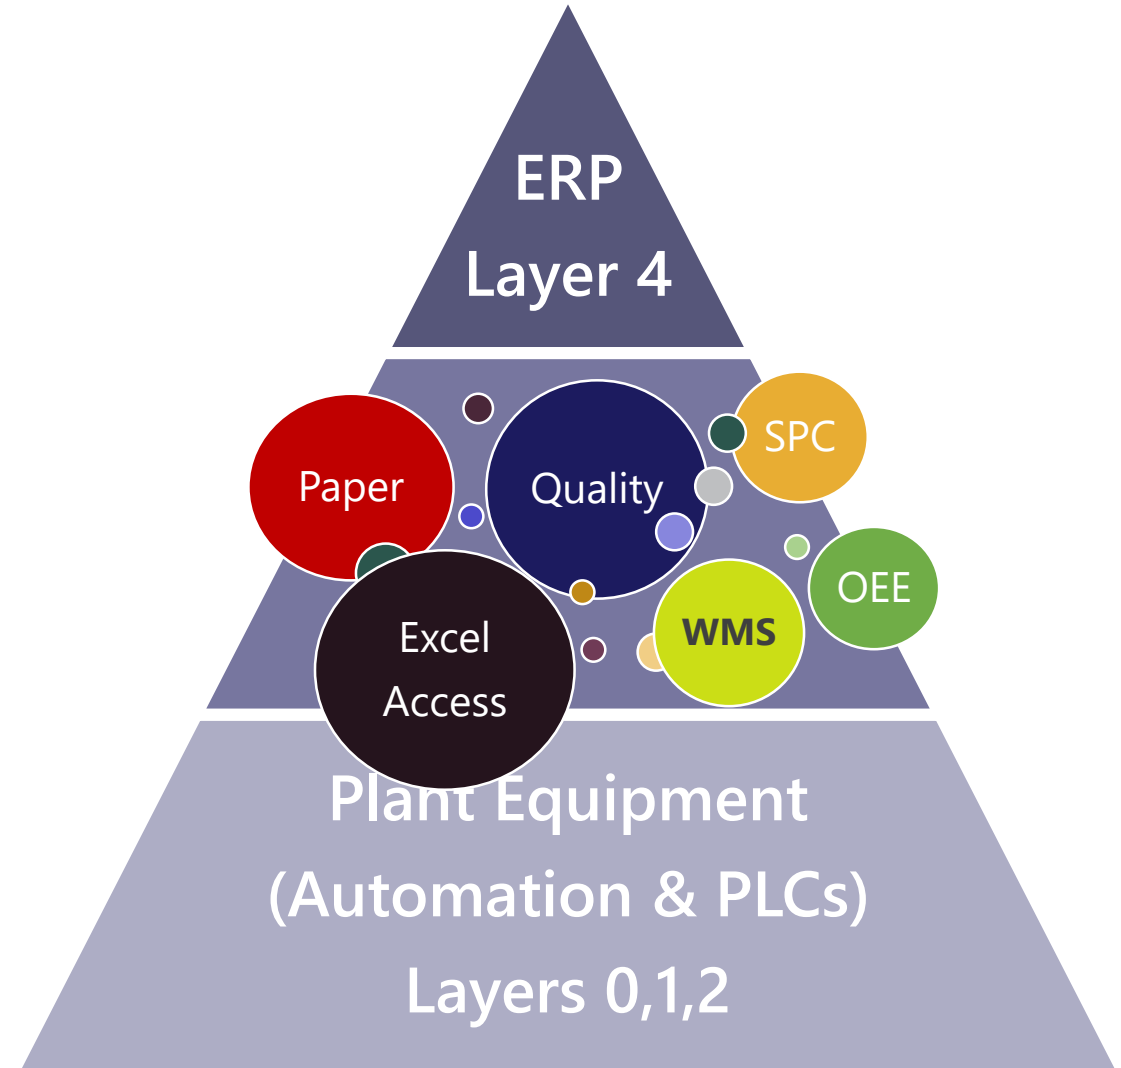 ERP
Layer 4
Paper
Quality
SPC
OEE
WMS
Excel
Access
Plant Equipment
(Automation & PLCs)
Layers 0,1,2